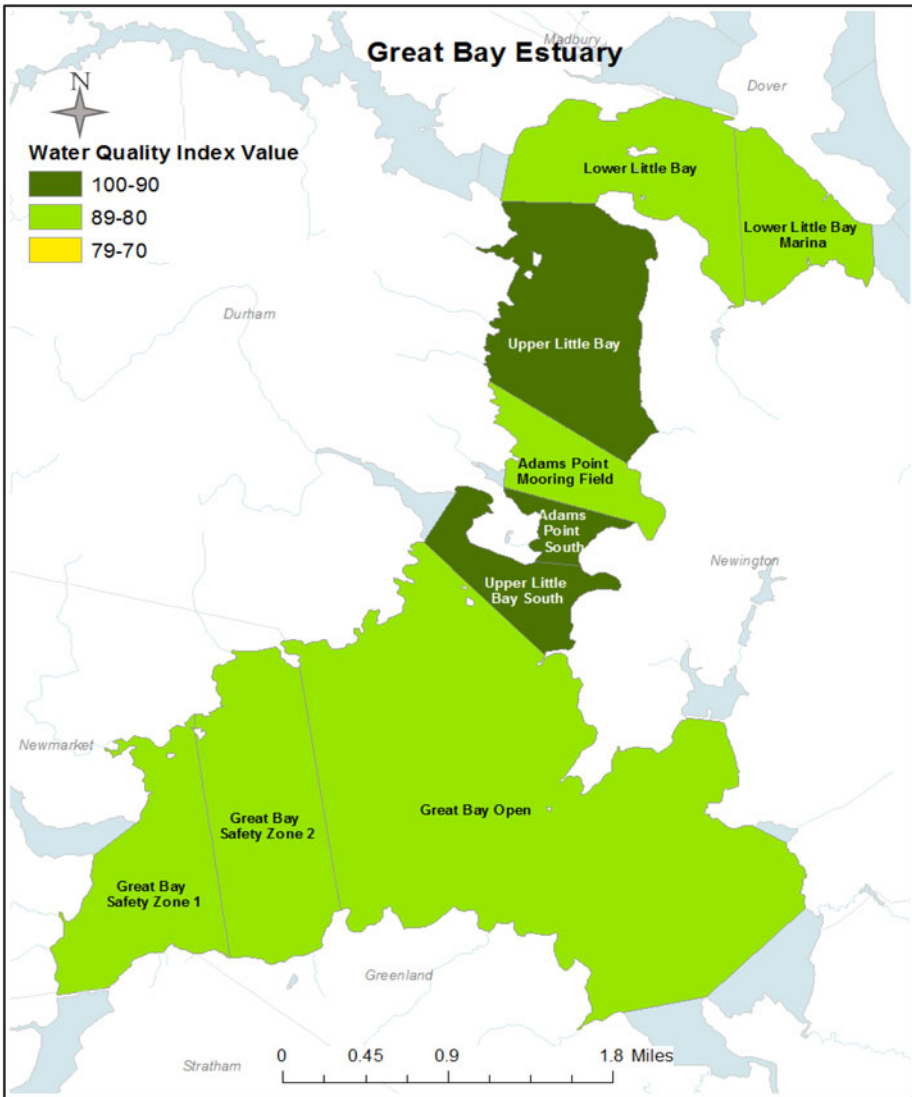 Great Bay Estuary
Madbury
Dover
N
Water Quality Index Value
100-90
89-80
79-70
Lower Little Bay
Lower Little Bay
Marina
Durham
Upper Little Bay
Adams Point
Mooring Field
Adams
Point
South
Newington
Upper Little
Bay South
Newmarket
Great Bay Open
Great Bay
Safety Zone 2
Great Bay
Safety Zone 1
Greenland
Stratham
0 0.45 0.9 1.8 Miles